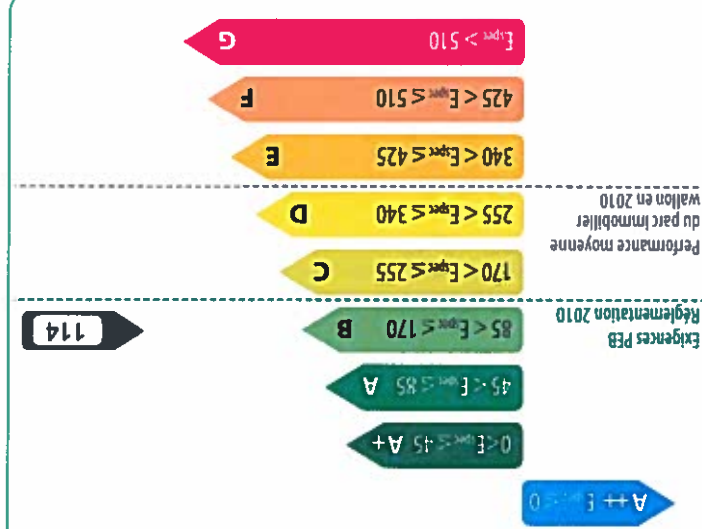 A++ Espec ≤ 0
0 < Espec ≤ 45 A+
45 < Espec ≤ 85 A
Exigences PEB
Réglementation 2010
85 < Espec ≤ 170 B
114
170 < Espec ≤ 255 C
Performance moyenne
du parc immobilier
wallon en 2010
255 < Espec ≤ 340 D
340 < Espec ≤ 425 E
425 < Espec ≤ 510 F
Espec > 510 G